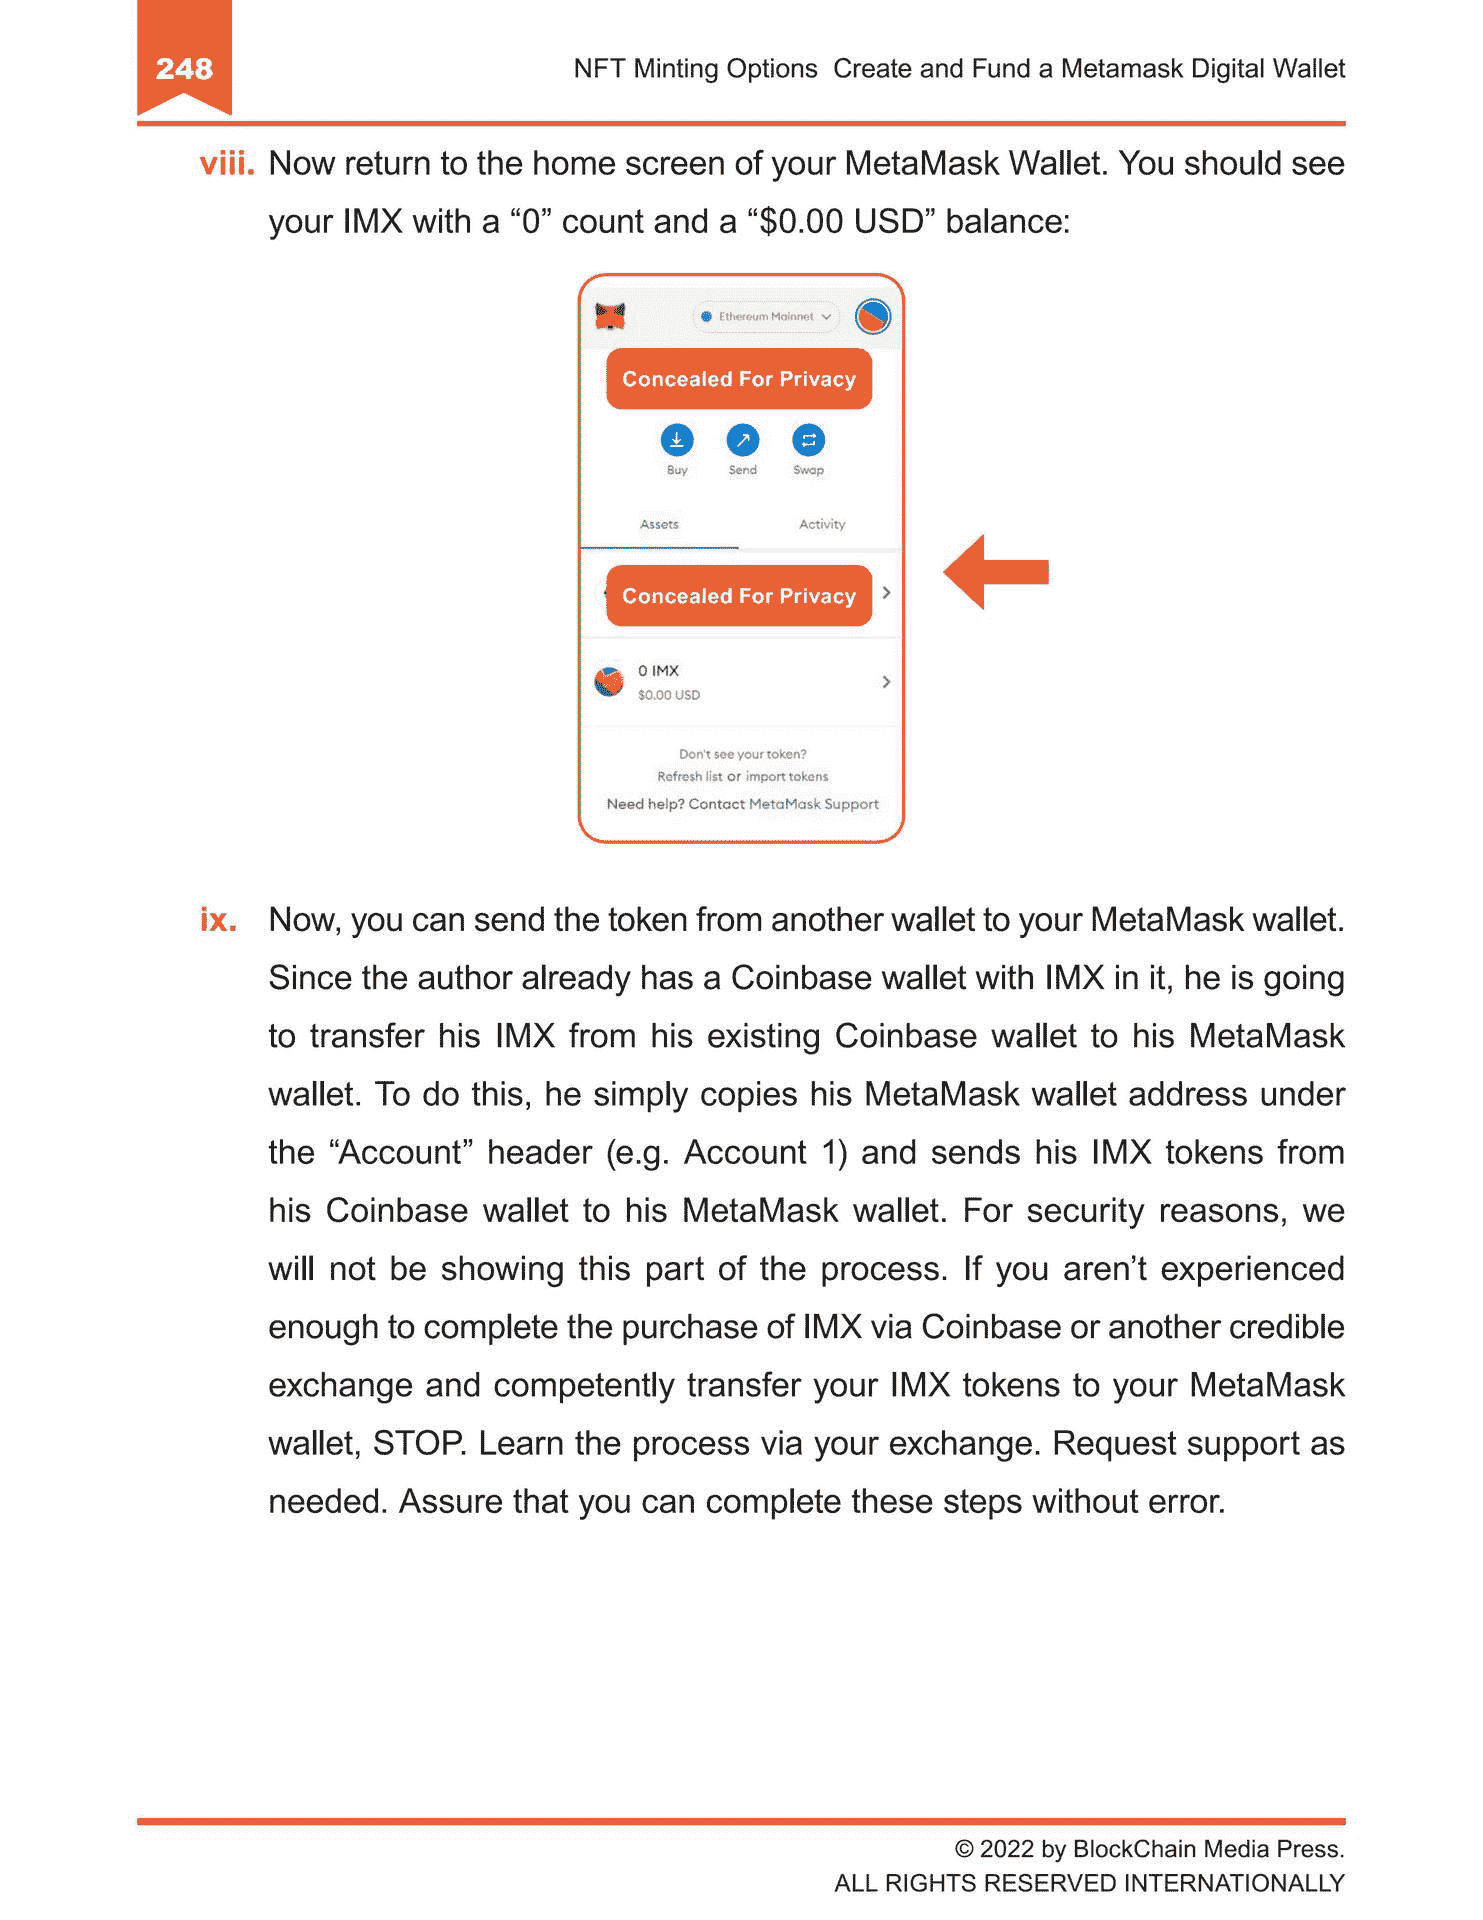 248
NFT Minting Options  Create and Fund a Metamask Digital Wallet
viii. Now return to the home screen of your MetaMask Wallet. You should see
your IMX with a “0” count and a “$0.00 USD” balance:
Ethereum Mainnet
Concealed For Privacy
Buy Send Swap
Assets Activity
Concealed For Privacy
0 IMX
$0.00 USD
Don't see your token?
Refresh list or import tokens
Need help? Contact MetaMask Support
ix. Now, you can send the token from another wallet to your MetaMask wallet.
Since the author already has a Coinbase wallet with IMX in it, he is going
to transfer his IMX from his existing Coinbase wallet to his MetaMask
wallet. To do this, he simply copies his MetaMask wallet address under
the “Account” header (e.g. Account 1) and sends his IMX tokens from
his Coinbase wallet to his MetaMask wallet. For security reasons, we
will not be showing this part of the process. If you aren’t experienced
enough to complete the purchase of IMX via Coinbase or another credible
exchange and competently transfer your IMX tokens to your MetaMask
wallet, STOP. Learn the process via your exchange. Request support as
needed. Assure that you can complete these steps without error.
© 2022 by BlockChain Media Press.
ALL RIGHTS RESERVED INTERNATIONALLY